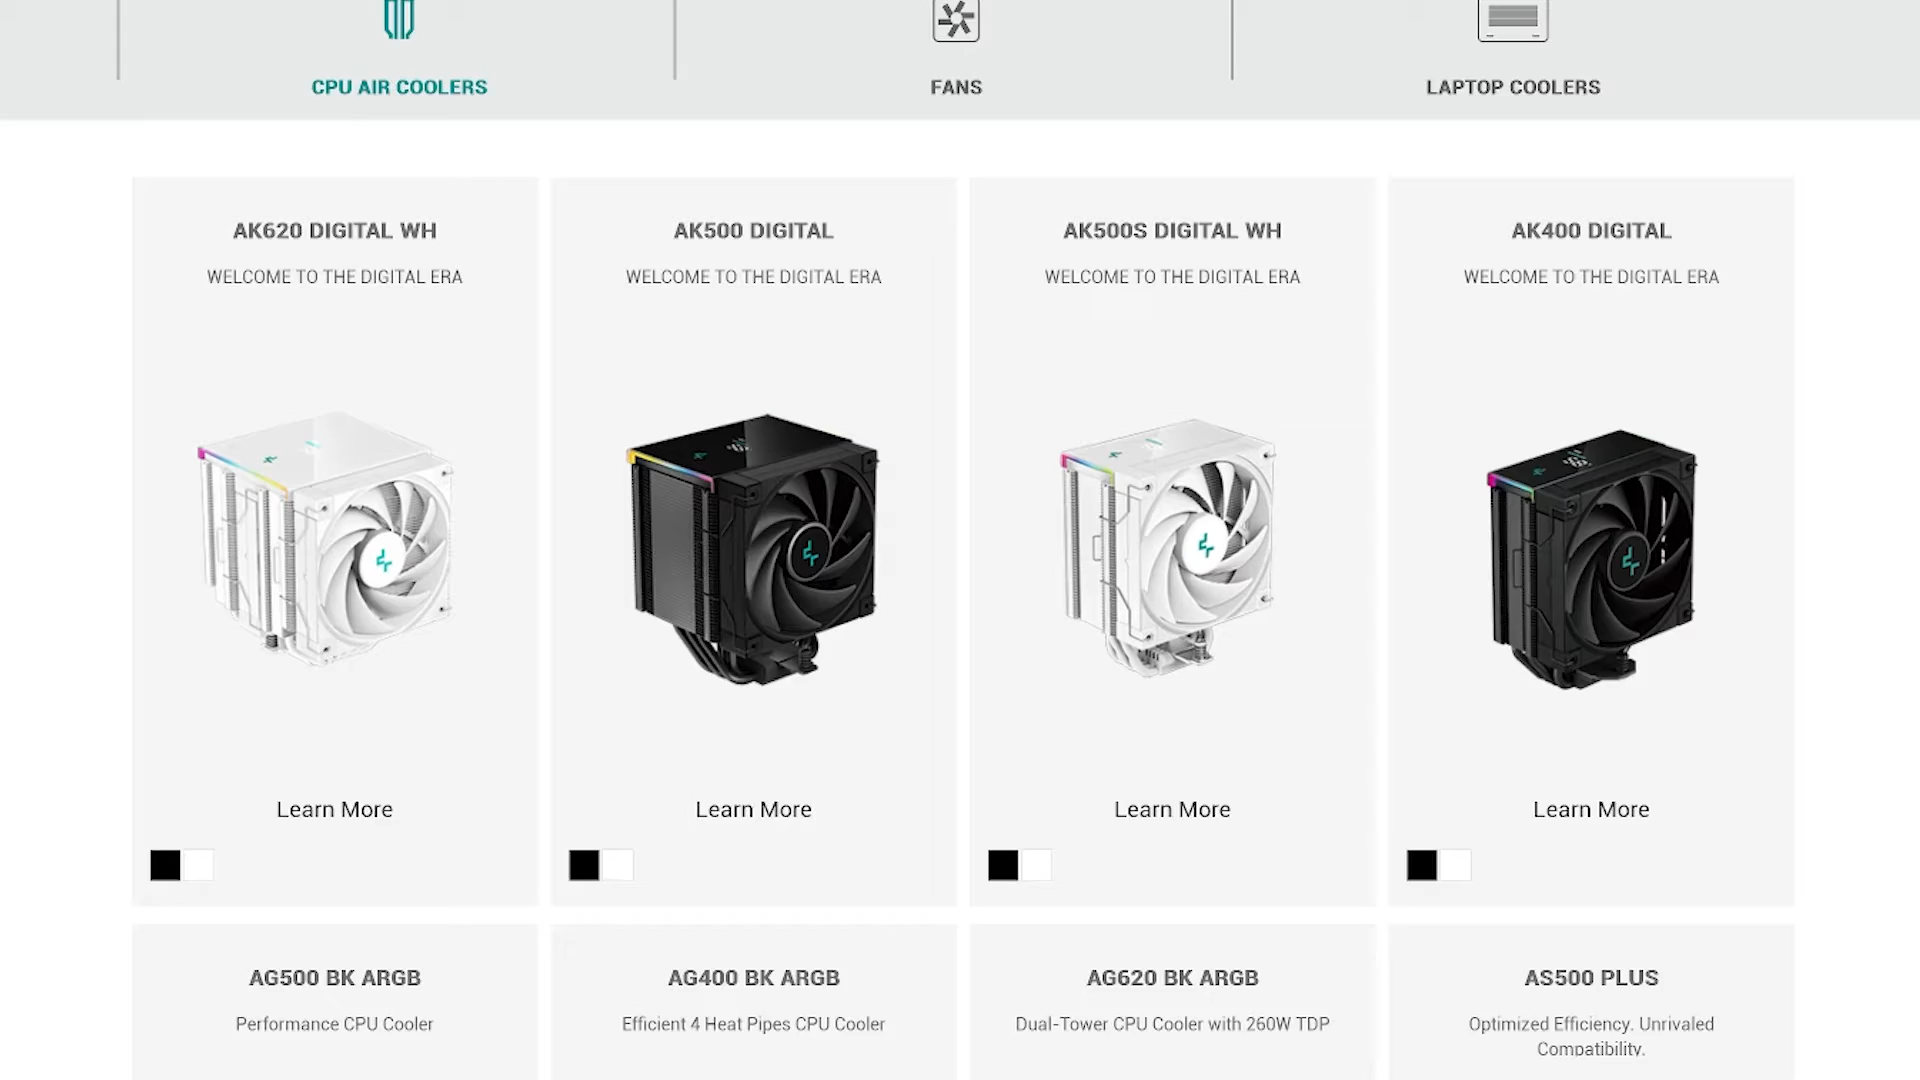 CPU AIR COOLERS
FANS
LAPTOP COOLERS
AK620 DIGITAL WH
WELCOME TO THE DIGITAL ERA
Learn More
AK500 DIGITAL
WELCOME TO THE DIGITAL ERA
Learn More
AK500S DIGITAL WH
WELCOME TO THE DIGITAL ERA
Learn More
AK400 DIGITAL
WELCOME TO THE DIGITAL ERA
Learn More
AG500 BK ARGB
Performance CPU Cooler
AG400 BK ARGB
Efficient 4 Heat Pipes CPU Cooler
AG620 BK ARGB
Dual-Tower CPU Cooler with 260W TDP
AS500 PLUS
Optimized Efficiency. Unrivaled
Compatibility.